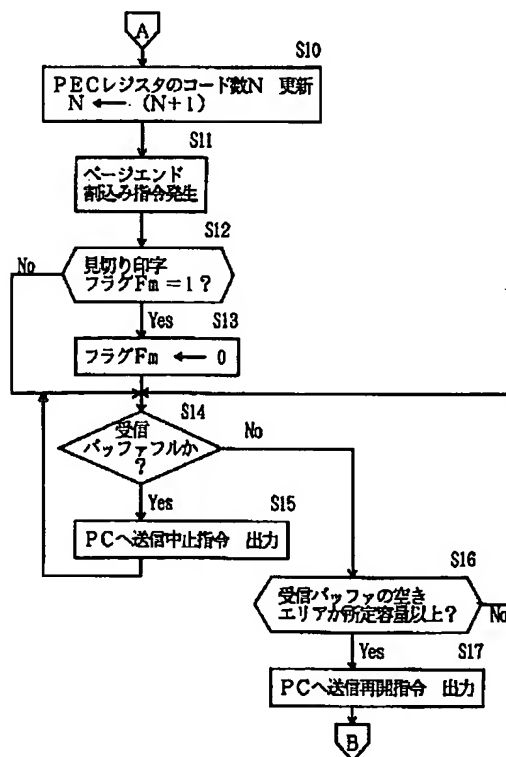 A
S10
PECレジスタのコード数N 更新
N ← (N+1)
S11
ページエンド
割込み指令発生
S12
No
見切り印字
フラグFm=1?
Yes
S13
フラグFm ← 0
S14
受信
バッファフルか
?
No
Yes
S15
PCへ送信中止指令 出力
S16
受信バッファの空き
エリアが所定容量以上?
No
Yes
S17
PCへ送信再開指令 出力
B